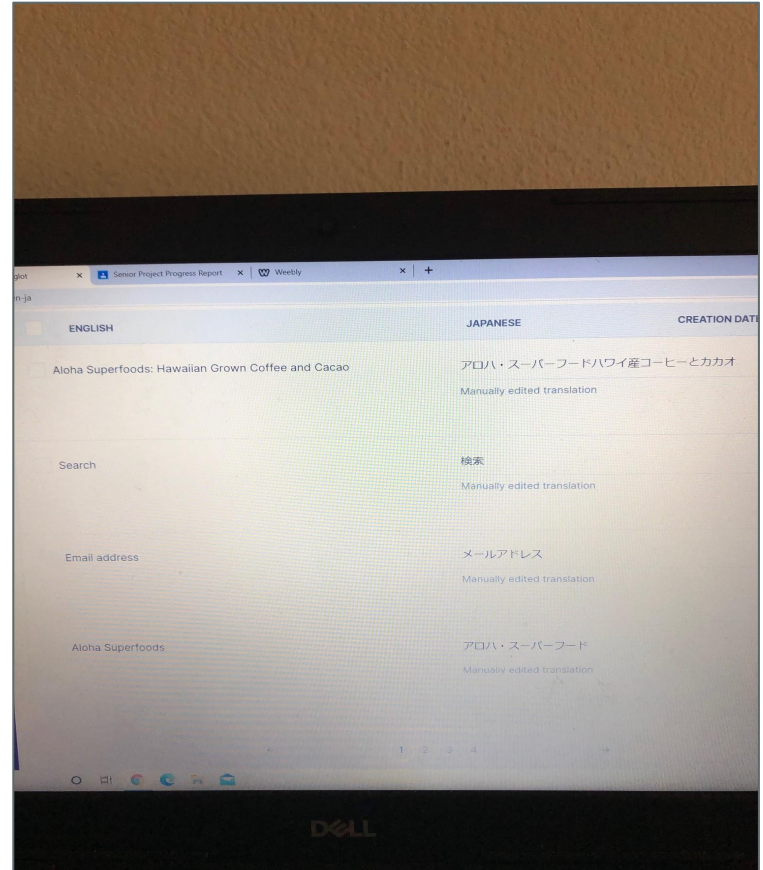 glot
Senior Project Progress Report
Weebly
n-ja
ENGLISH JAPANESE CREATION DAT
Aloha Superfoods: Hawaiian Grown Coffee and Cacao アロハ・スーパーフードハワイ産コーヒーとカカオ
Manually edited translation
Search 検索
Manually edited translation
Email address メールアドレス
Manually edited translation
Aloha Superfoods アロハ・スーパーフード
Manually edited translation
1 2 3 4
DELL